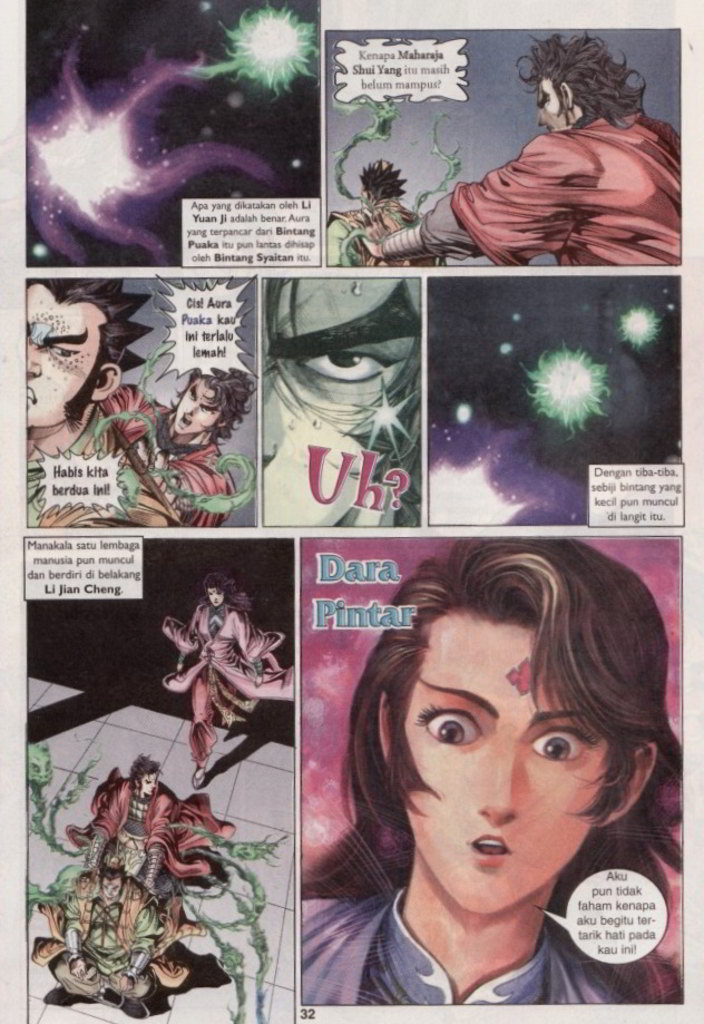 Apa yang dikatakan oleh Li
Yuan Ji adalah benar. Aura
yang terpancar dari Bintang
Puaka itu pun lantas dihisap
oleh Bintang Syaitan itu.
Kenapa Maharaja
Shui Yang itu masih
belum mampus?
Cis! Aura
Puaka kau
ini terlalu
lemah!
Habis kita
berdua ini!
Uh?
Dengan tiba-tiba,
sebiji bintang yang
kecil pun muncul
di langit itu.
Manakala satu lembaga
manusia pun muncul
dan berdiri di belakang
Li Jian Cheng.
Dara
Pintar
Aku
pun tidak
faham kenapa
aku begitu ter-
tarik hati pada
kau ini!
32